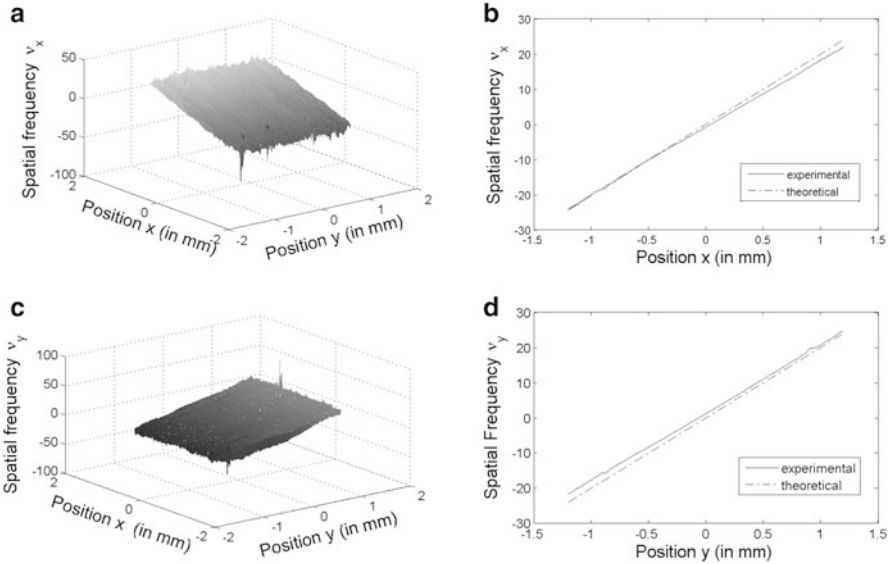 a
Spatial frequency νx
50
0
-50
-100
2
0
-2
Position x (in mm)
-2
-1
0
1
2
Position y (in mm)
b
Spatial frequency νx
30
20
10
0
-10
-20
-30
-1.5
-1
-0.5
0
0.5
1
1.5
Position x (in mm)
experimental
theoretical
c
Spatial frequency νy
100
50
0
-50
-100
2
0
-2
Position x (in mm)
-2
-1
0
1
2
Position y (in mm)
d
Spatial Frequency νy
30
20
10
0
-10
-20
-30
-1.5
-1
-0.5
0
0.5
1
1.5
Position y (in mm)
experimental
theoretical